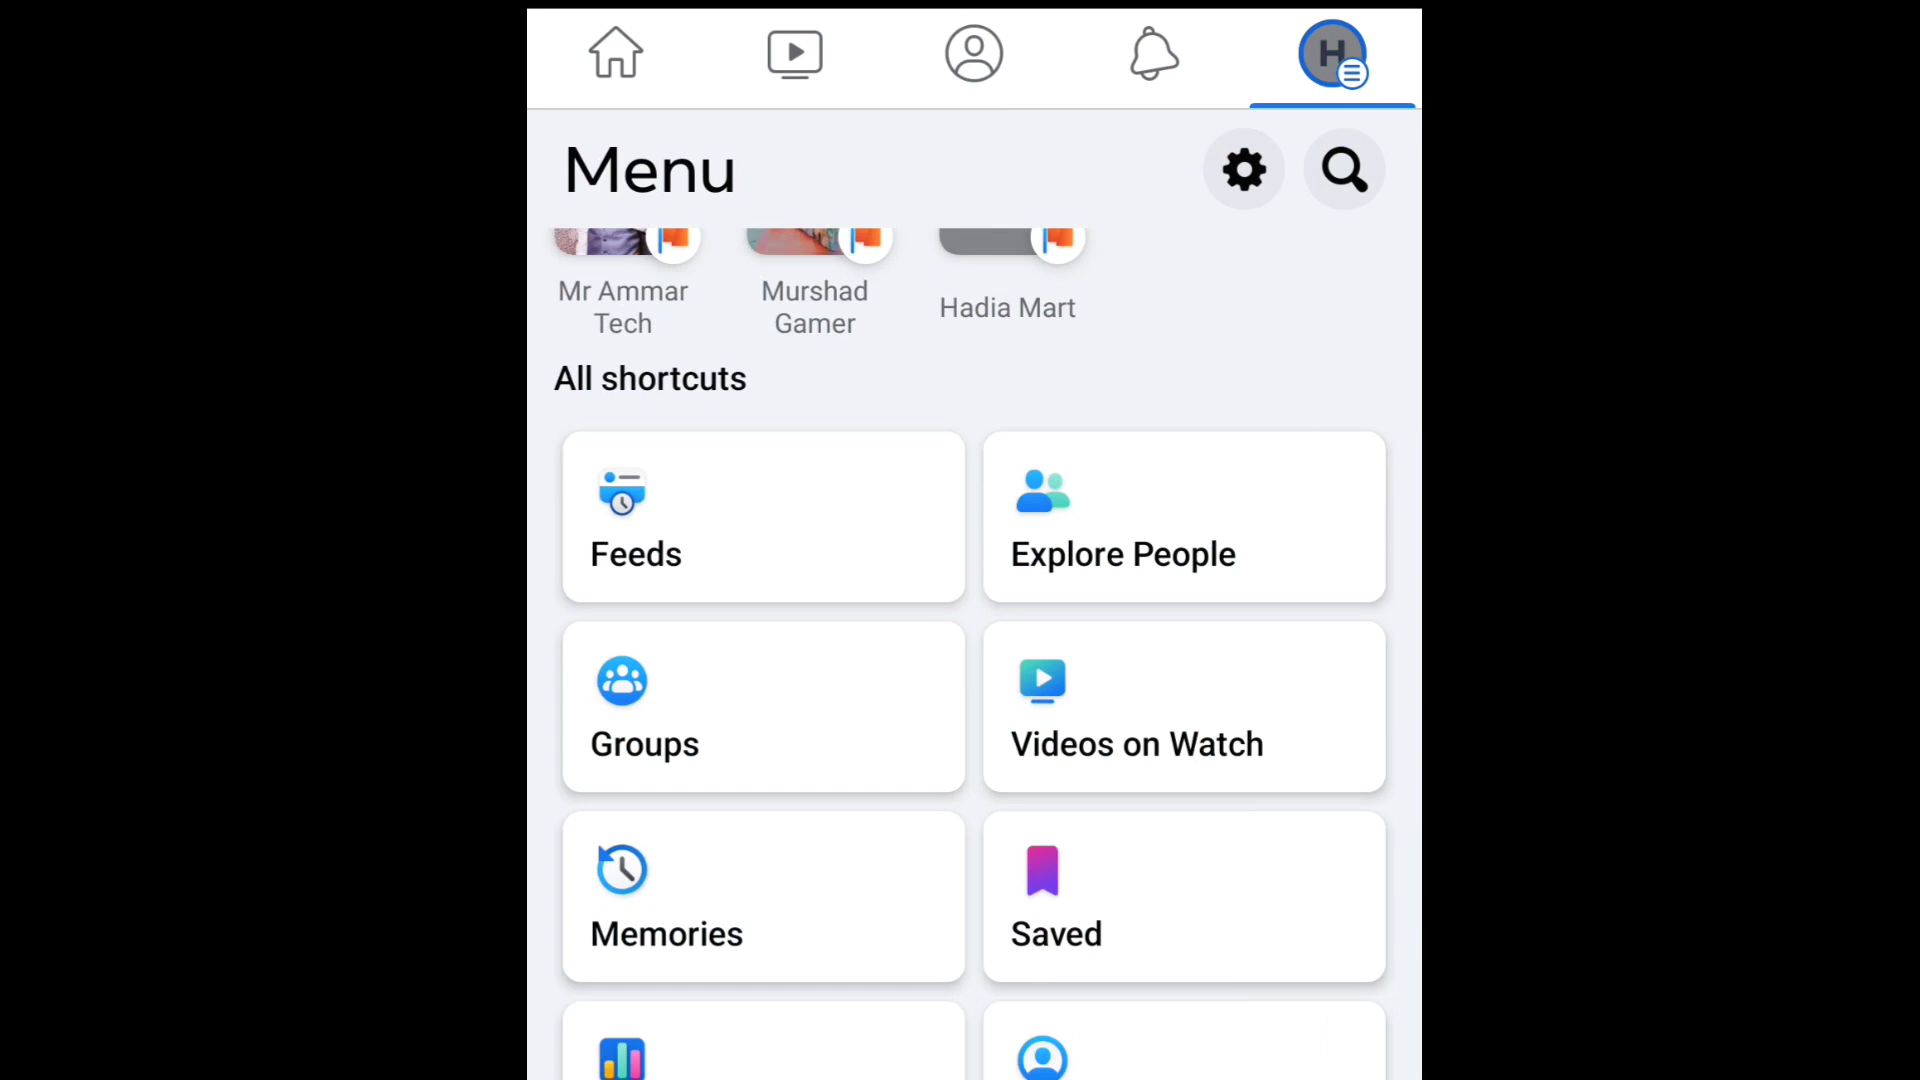 H
Menu
Mr Ammar
Tech
Murshad
Gamer
Hadia Mart
All shortcuts
Feeds
Explore People
Groups
Videos on Watch
Memories
Saved